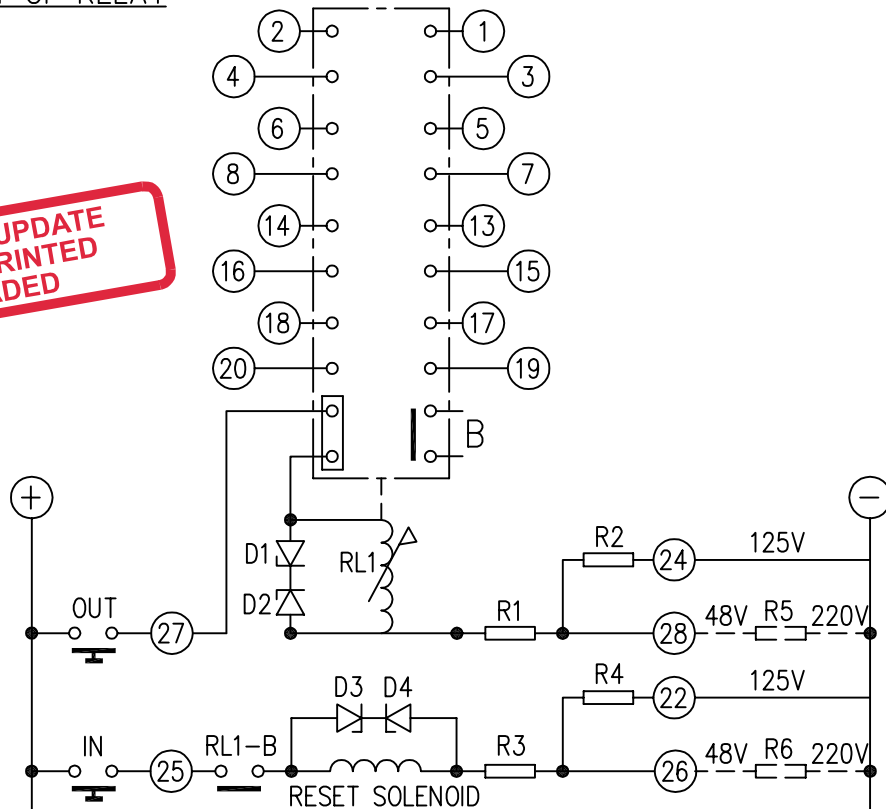 OF RELAY
2 1
4 3
6 5
8 7
14 13
16 15
18 17
20 19
UPDATE
B
+ −
D1 RL1 R2 24 125V
D2
OUT 27 R1 28 48V R5 220V
D3 D4 R4 22 125V
IN 25 RL1-B R3 26 48V R6 220V
RESET SOLENOID